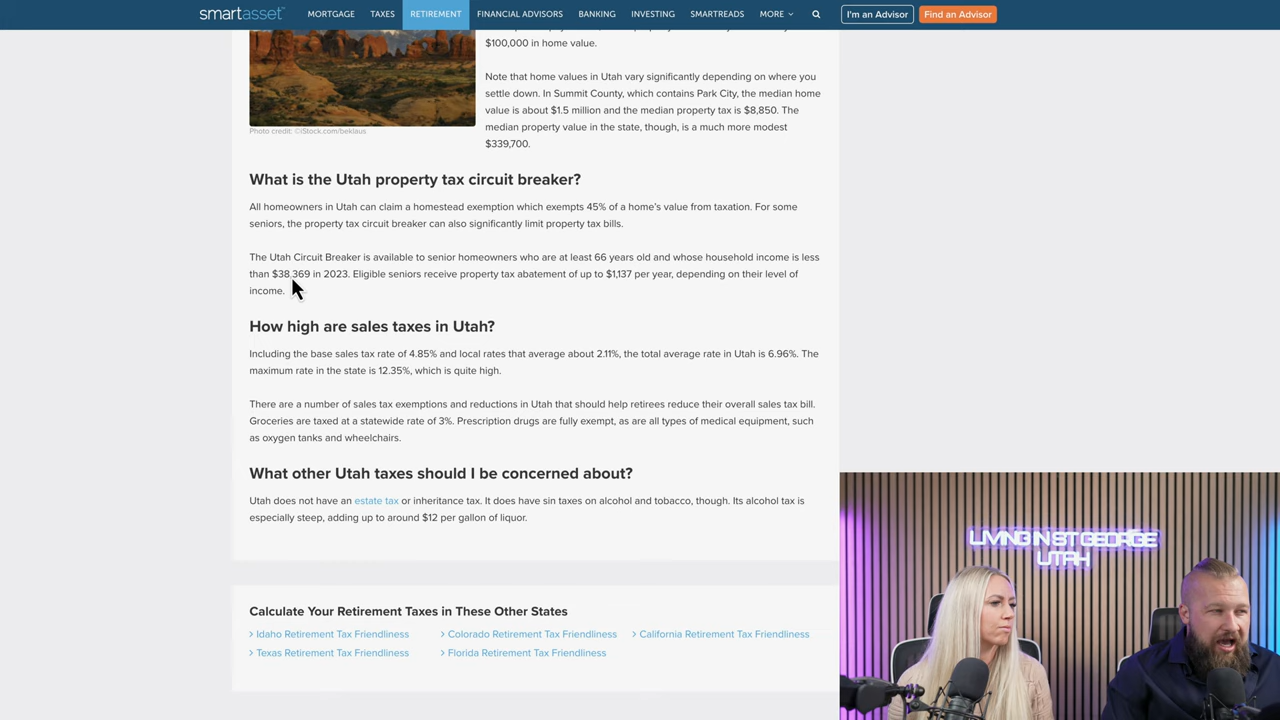 smartasset
MORTGAGE TAXES RETIREMENT FINANCIAL ADVISORS BANKING INVESTING SMARTREADS MORE I'm an Advisor Find an Advisor
$100,000 in home value.
Note that home values in Utah vary significantly depending on where you
settle down. In Summit County, which contains Park City, the median home
value is about $1.5 million and the median property tax is $8,850. The
median property value in the state, though, is a much more modest
$339,700.
Photo credit: ©iStock.com/beklaus
What is the Utah property tax circuit breaker?
All homeowners in Utah can claim a homestead exemption which exempts 45% of a home's value from taxation. For some
seniors, the property tax circuit breaker can also significantly limit property tax bills.
The Utah Circuit Breaker is available to senior homeowners who are at least 66 years old and whose household income is less
than $38,369 in 2023. Eligible seniors receive property tax abatement of up to $1,137 per year, depending on their level of
income.
How high are sales taxes in Utah?
Including the base sales tax rate of 4.85% and local rates that average about 2.11%, the total average rate in Utah is 6.96%. The
maximum rate in the state is 12.35%, which is quite high.
There are a number of sales tax exemptions and reductions in Utah that should help retirees reduce their overall sales tax bill.
Groceries are taxed at a statewide rate of 3%. Prescription drugs are fully exempt, as are all types of medical equipment, such
as oxygen tanks and wheelchairs.
What other Utah taxes should I be concerned about?
Utah does not have an estate tax or inheritance tax. It does have sin taxes on alcohol and tobacco, though. Its alcohol tax is
especially steep, adding up to around $12 per gallon of liquor.
Calculate Your Retirement Taxes in These Other States
> Idaho Retirement Tax Friendliness > Colorado Retirement Tax Friendliness > California Retirement Tax Friendliness
> Texas Retirement Tax Friendliness > Florida Retirement Tax Friendliness
LIVING IN ST GEORGE
UTAH